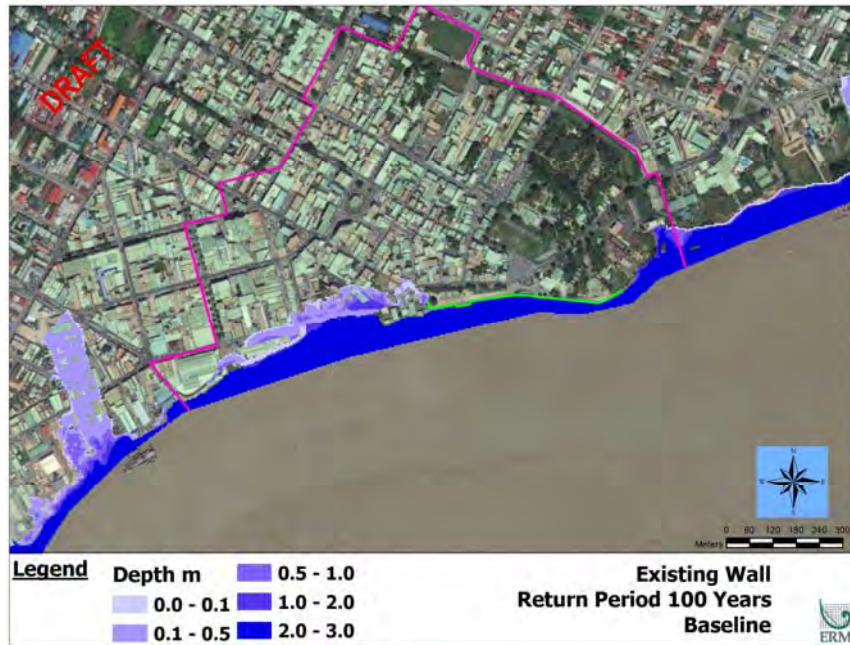 DRAFT
0 60 120 180 240 300
Meters
Legend
Depth m
0.0 - 0.1
0.1 - 0.5
0.5 - 1.0
1.0 - 2.0
2.0 - 3.0
Existing Wall
Return Period 100 Years
Baseline
ERM